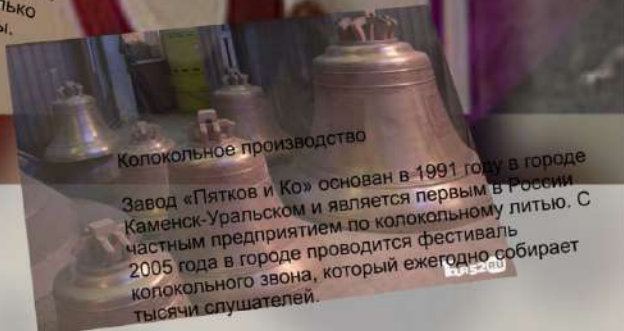 лько
ы.
Колокольное производство
Завод «Пятков и Ко» основан в 1991 году в городе
Каменск-Уральском и является первым в России
частным предприятием по колокольному литью. С
2005 года в городе проводится фестиваль
колокольного звона, который ежегодно собирает
тысячи слушателей.